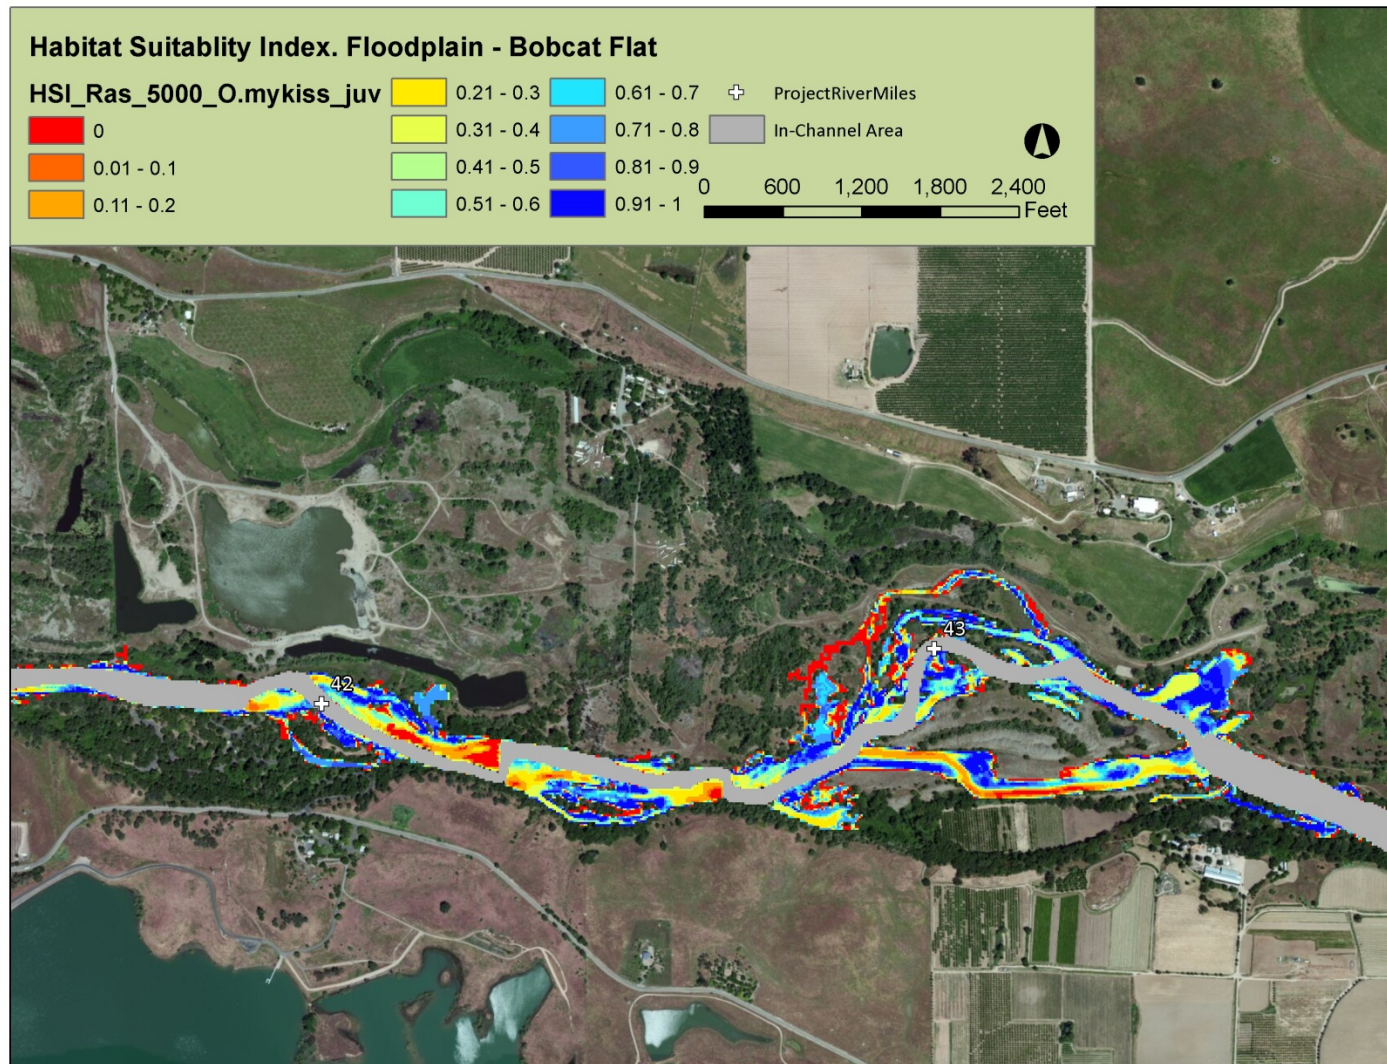 Habitat Suitablity Index. Floodplain - Bobcat Flat
HSI_Ras_5000_O.mykiss_juv
0
0.01 - 0.1
0.11 - 0.2
0.21 - 0.3
0.31 - 0.4
0.41 - 0.5
0.51 - 0.6
0.61 - 0.7
0.71 - 0.8
0.81 - 0.9
0.91 - 1
ProjectRiverMiles
In-Channel Area
0 600 1,200 1,800 2,400
Feet
43
42